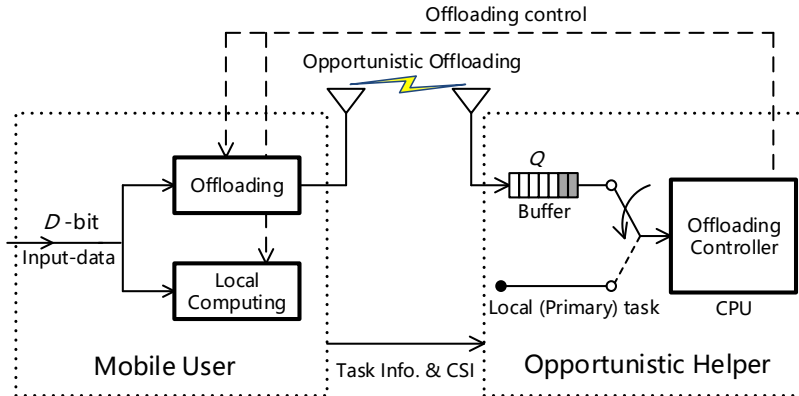 Offloading control
Opportunistic Offloading
Q
Offloading
Buffer
D -bit
Input-data
Offloading
Controller
Local
Computing
Local (Primary) task
CPU
Mobile User
Task Info. & CSI
Opportunistic Helper